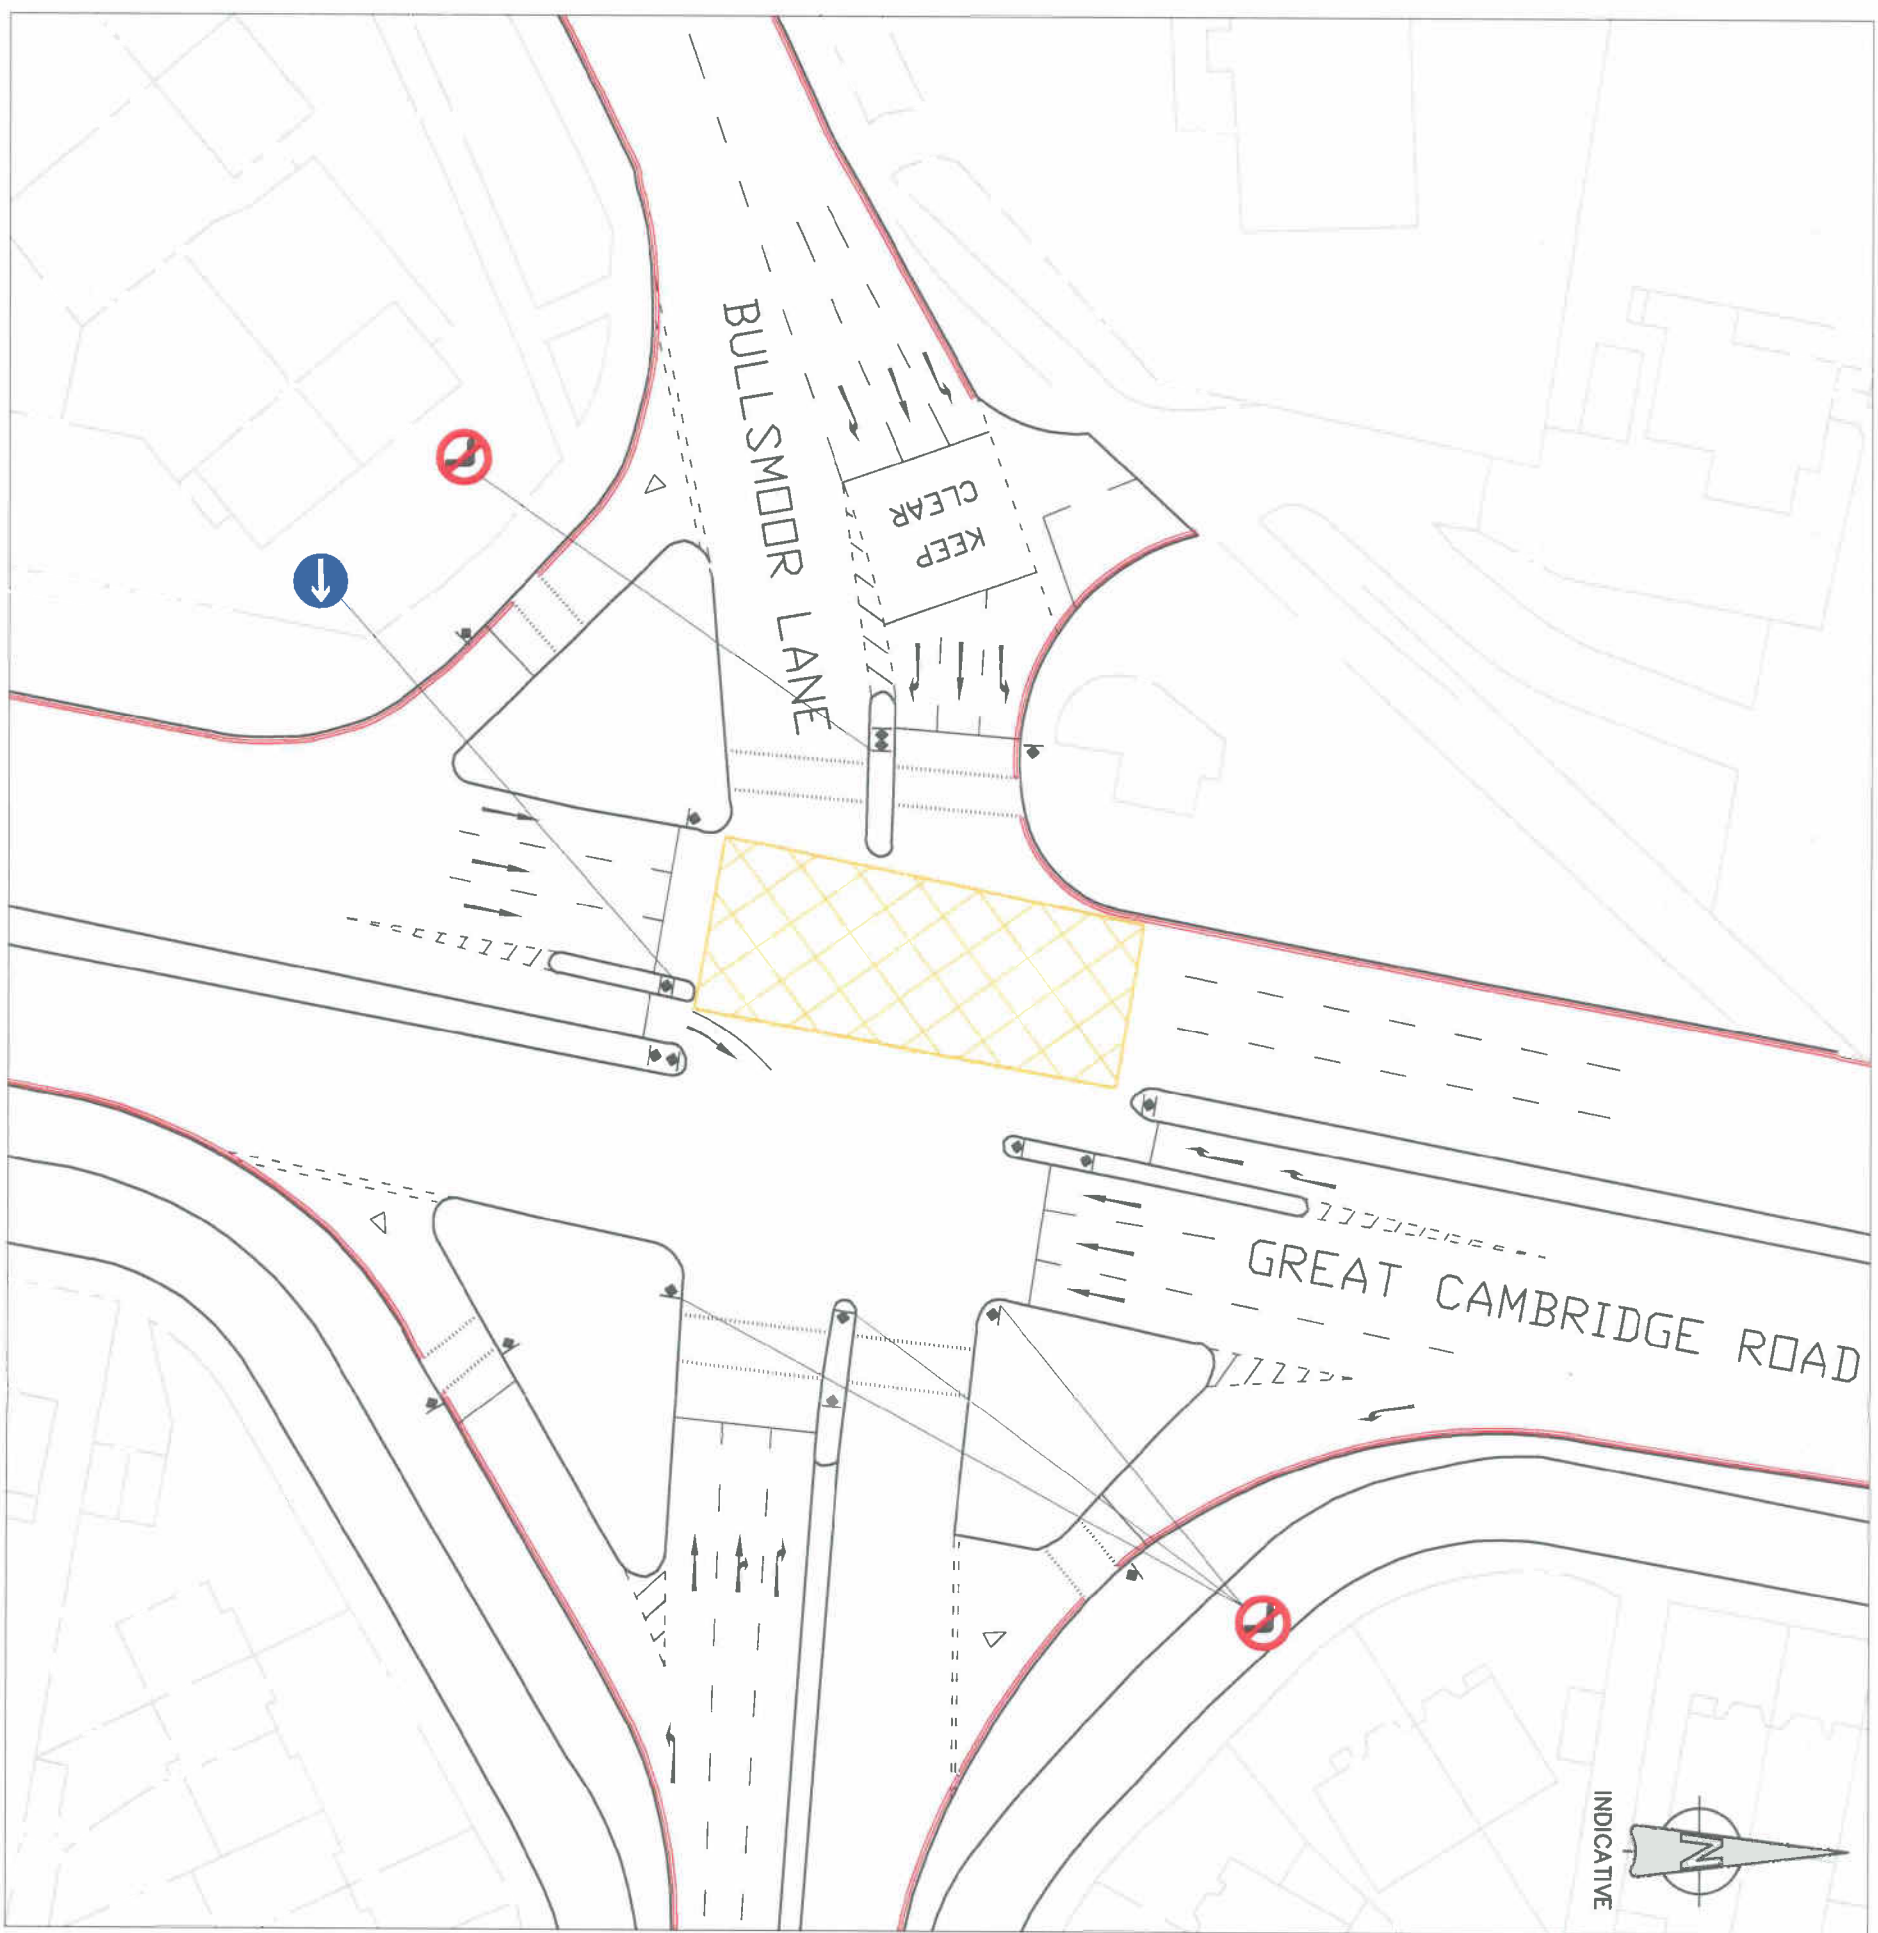 BULLSMOOR LANE
KEEP
CLEAR
GREAT CAMBRIDGE ROAD
N
INDICATIVE